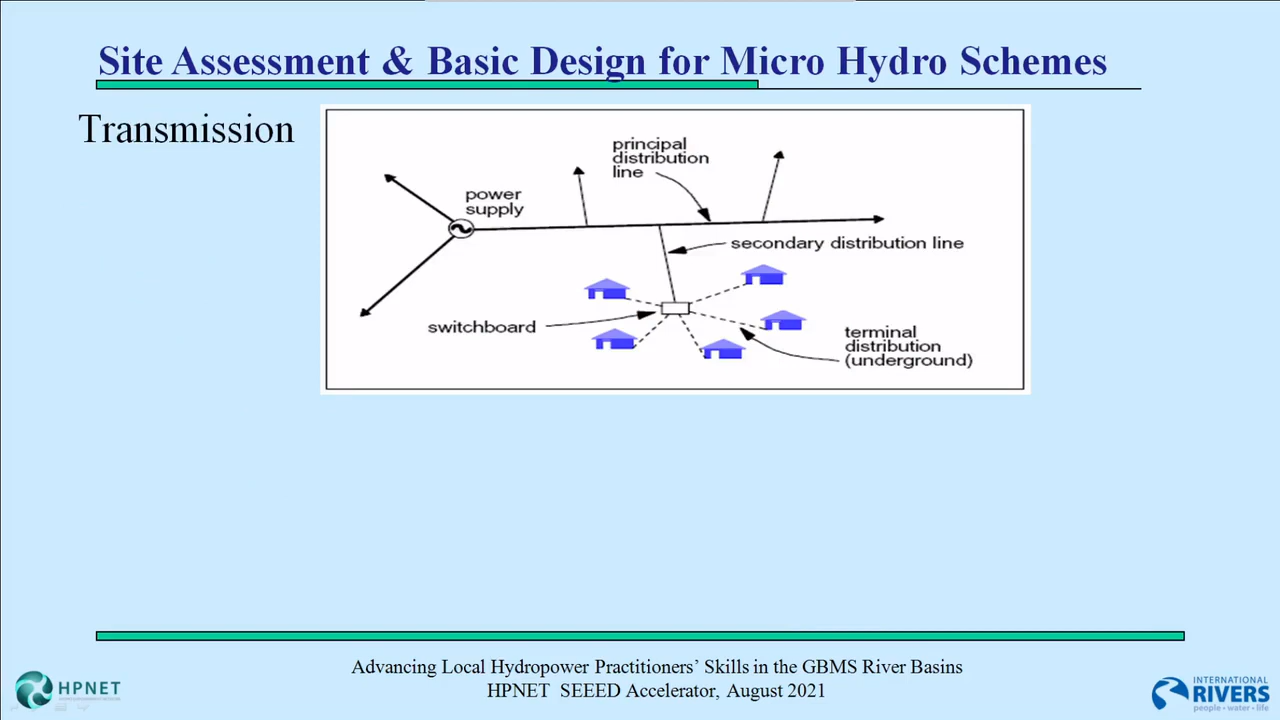 Site Assessment & Basic Design for Micro Hydro Schemes
Transmission
principal
distribution
line
power
supply
secondary distribution line
switchboard
terminal
distribution
(underground)
Advancing Local Hydropower Practitioners' Skills in the GBMS River Basins
HPNET SEEED Accelerator, August 2021
HPNET
INTERNATIONAL
RIVERS
people • water • life